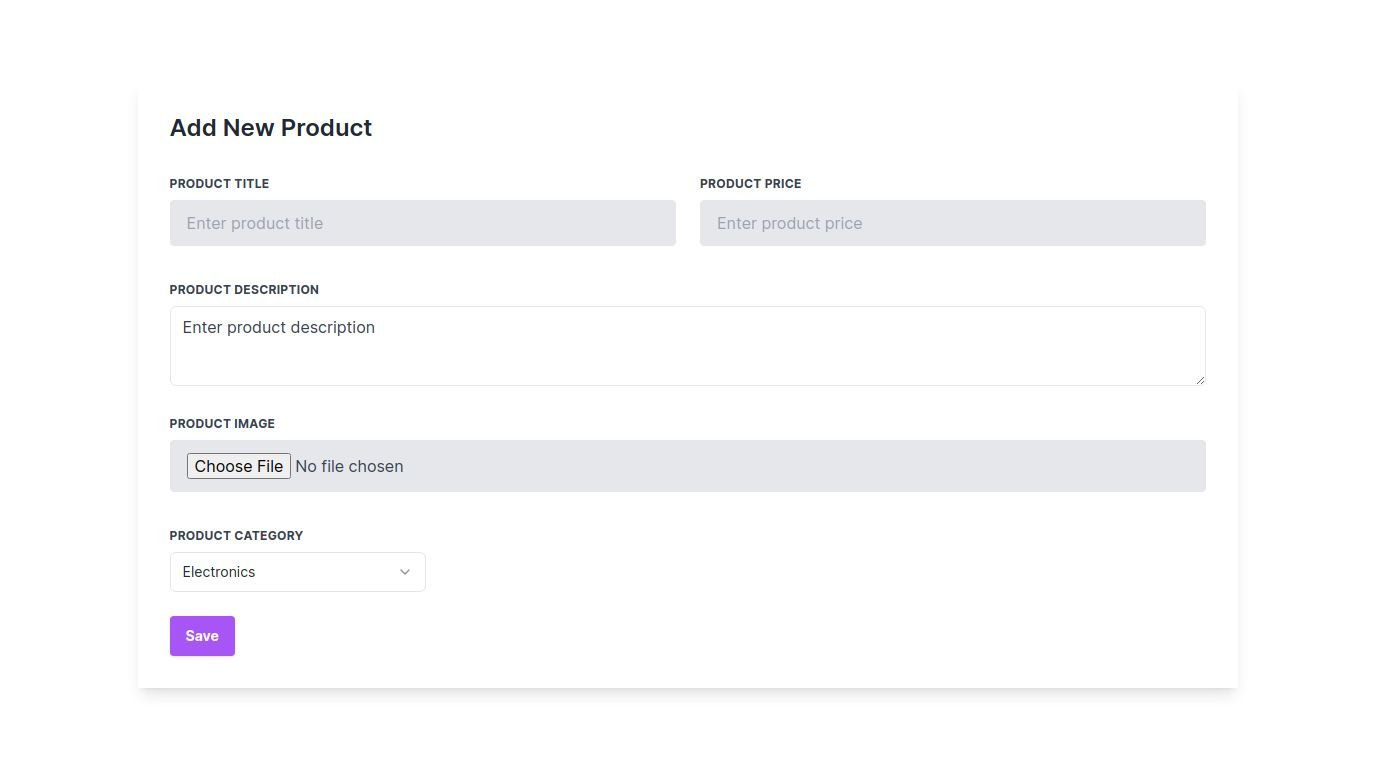 Add New Product
PRODUCT TITLE
PRODUCT PRICE
Enter product title
Enter product price
PRODUCT DESCRIPTION
Enter product description
PRODUCT IMAGE
Choose File No file chosen
PRODUCT CATEGORY
Electronics
Save